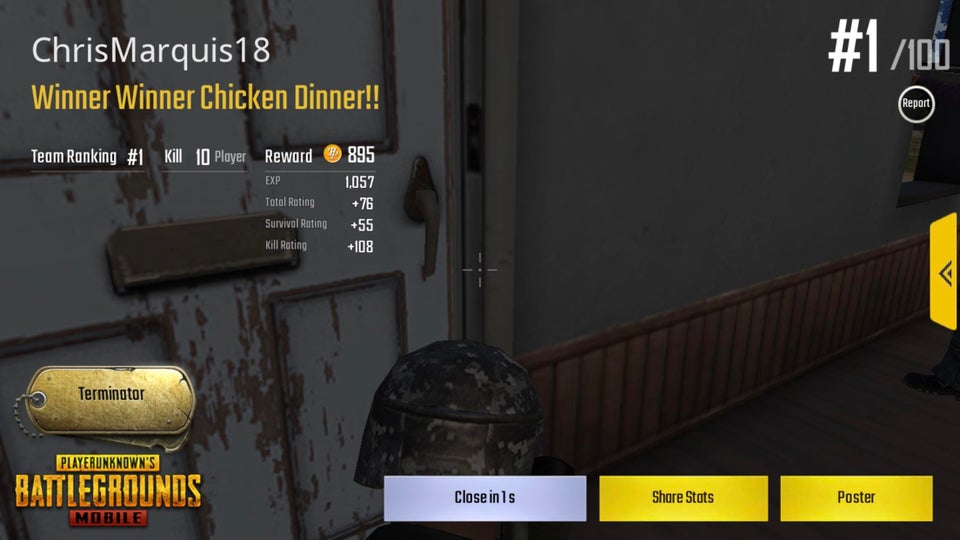 ChrisMarquis18
#1 /100
Winner Winner Chicken Dinner!!
Report
Team Ranking #1 Kill 10 Player Reward 895
EXP 1,057
Total Rating +76
Survival Rating +55
Kill Rating +108
Terminator
PLAYERUNKNOWN'S
BATTLEGROUNDS
MOBILE
Close in 1 s
Share Stats
Poster